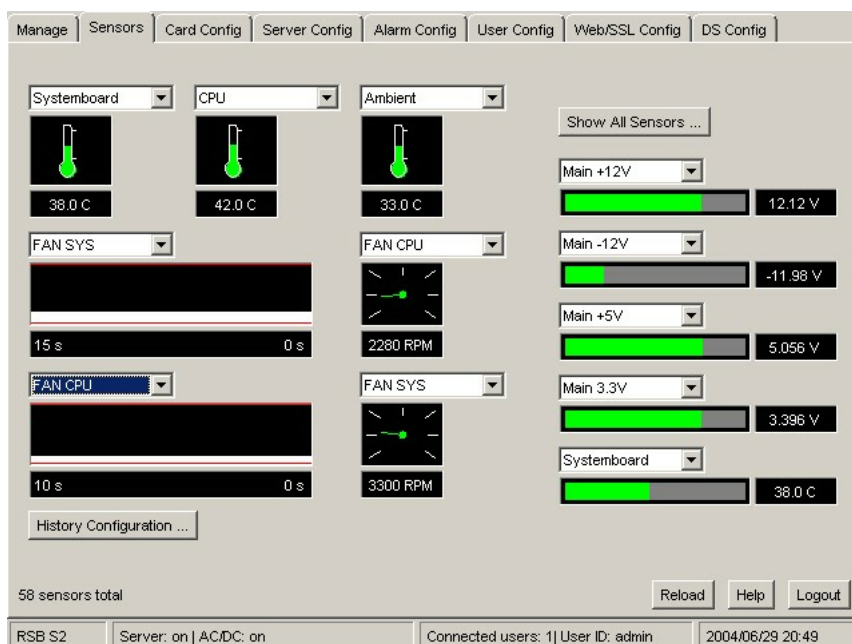 Manage Sensors Card Config Server Config Alarm Config User Config Web/SSL Config DS Config
Systemboard CPU Ambient
38.0 C 42.0 C 33.0 C
FAN SYS FAN CPU
15 s 0 s 2280 RPM
FAN CPU FAN SYS
10 s 0 s 3300 RPM
History Configuration ...
Show All Sensors ...
Main +12V
12.12 V
Main -12V
-11.98 V
Main +5V
5.056 V
Main 3.3V
3.396 V
Systemboard
38.0 C
58 sensors total
Reload Help Logout
RSB S2 Server: on | AC/DC: on Connected users: 1| User ID: admin 2004/06/29 20:49